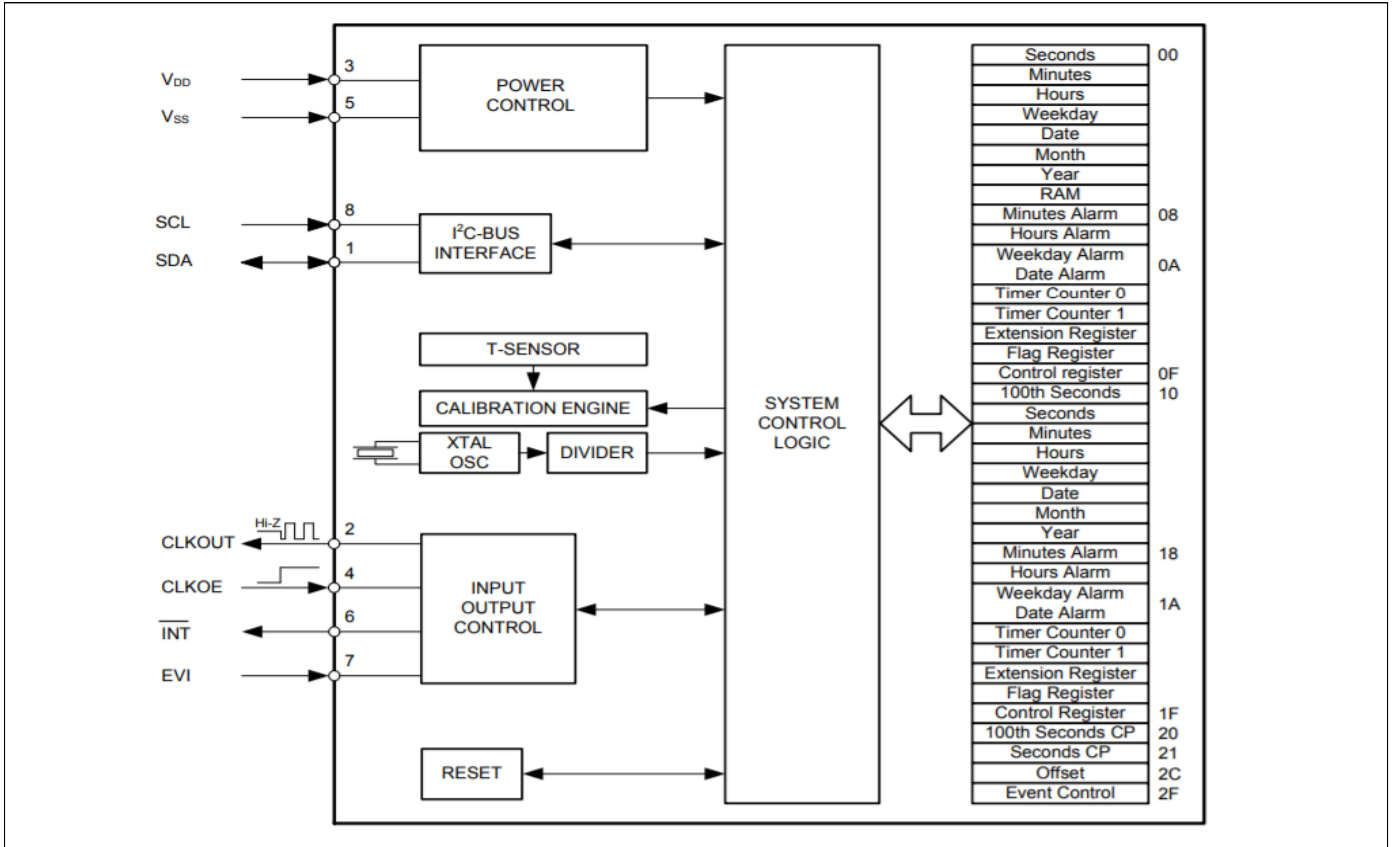 V_DD
3
V_SS
5
POWER
CONTROL
SCL
8
SDA
1
I²C-BUS
INTERFACE
T-SENSOR
CALIBRATION ENGINE
XTAL
OSC
DIVIDER
Hi-Z
CLKOUT
2
CLKOE
4
INT
6
EVI
7
INPUT
OUTPUT
CONTROL
RESET
SYSTEM
CONTROL
LOGIC
Seconds 00
Minutes
Hours
Weekday
Date
Month
Year
RAM
Minutes Alarm 08
Hours Alarm
Weekday Alarm
Date Alarm 0A
Timer Counter 0
Timer Counter 1
Extension Register
Flag Register
Control register 0F
100th Seconds 10
Seconds
Minutes
Hours
Weekday
Date
Month
Year
Minutes Alarm 18
Hours Alarm
Weekday Alarm
Date Alarm 1A
Timer Counter 0
Timer Counter 1
Extension Register
Flag Register
Control Register 1F
100th Seconds CP 20
Seconds CP 21
Offset 2C
Event Control 2F